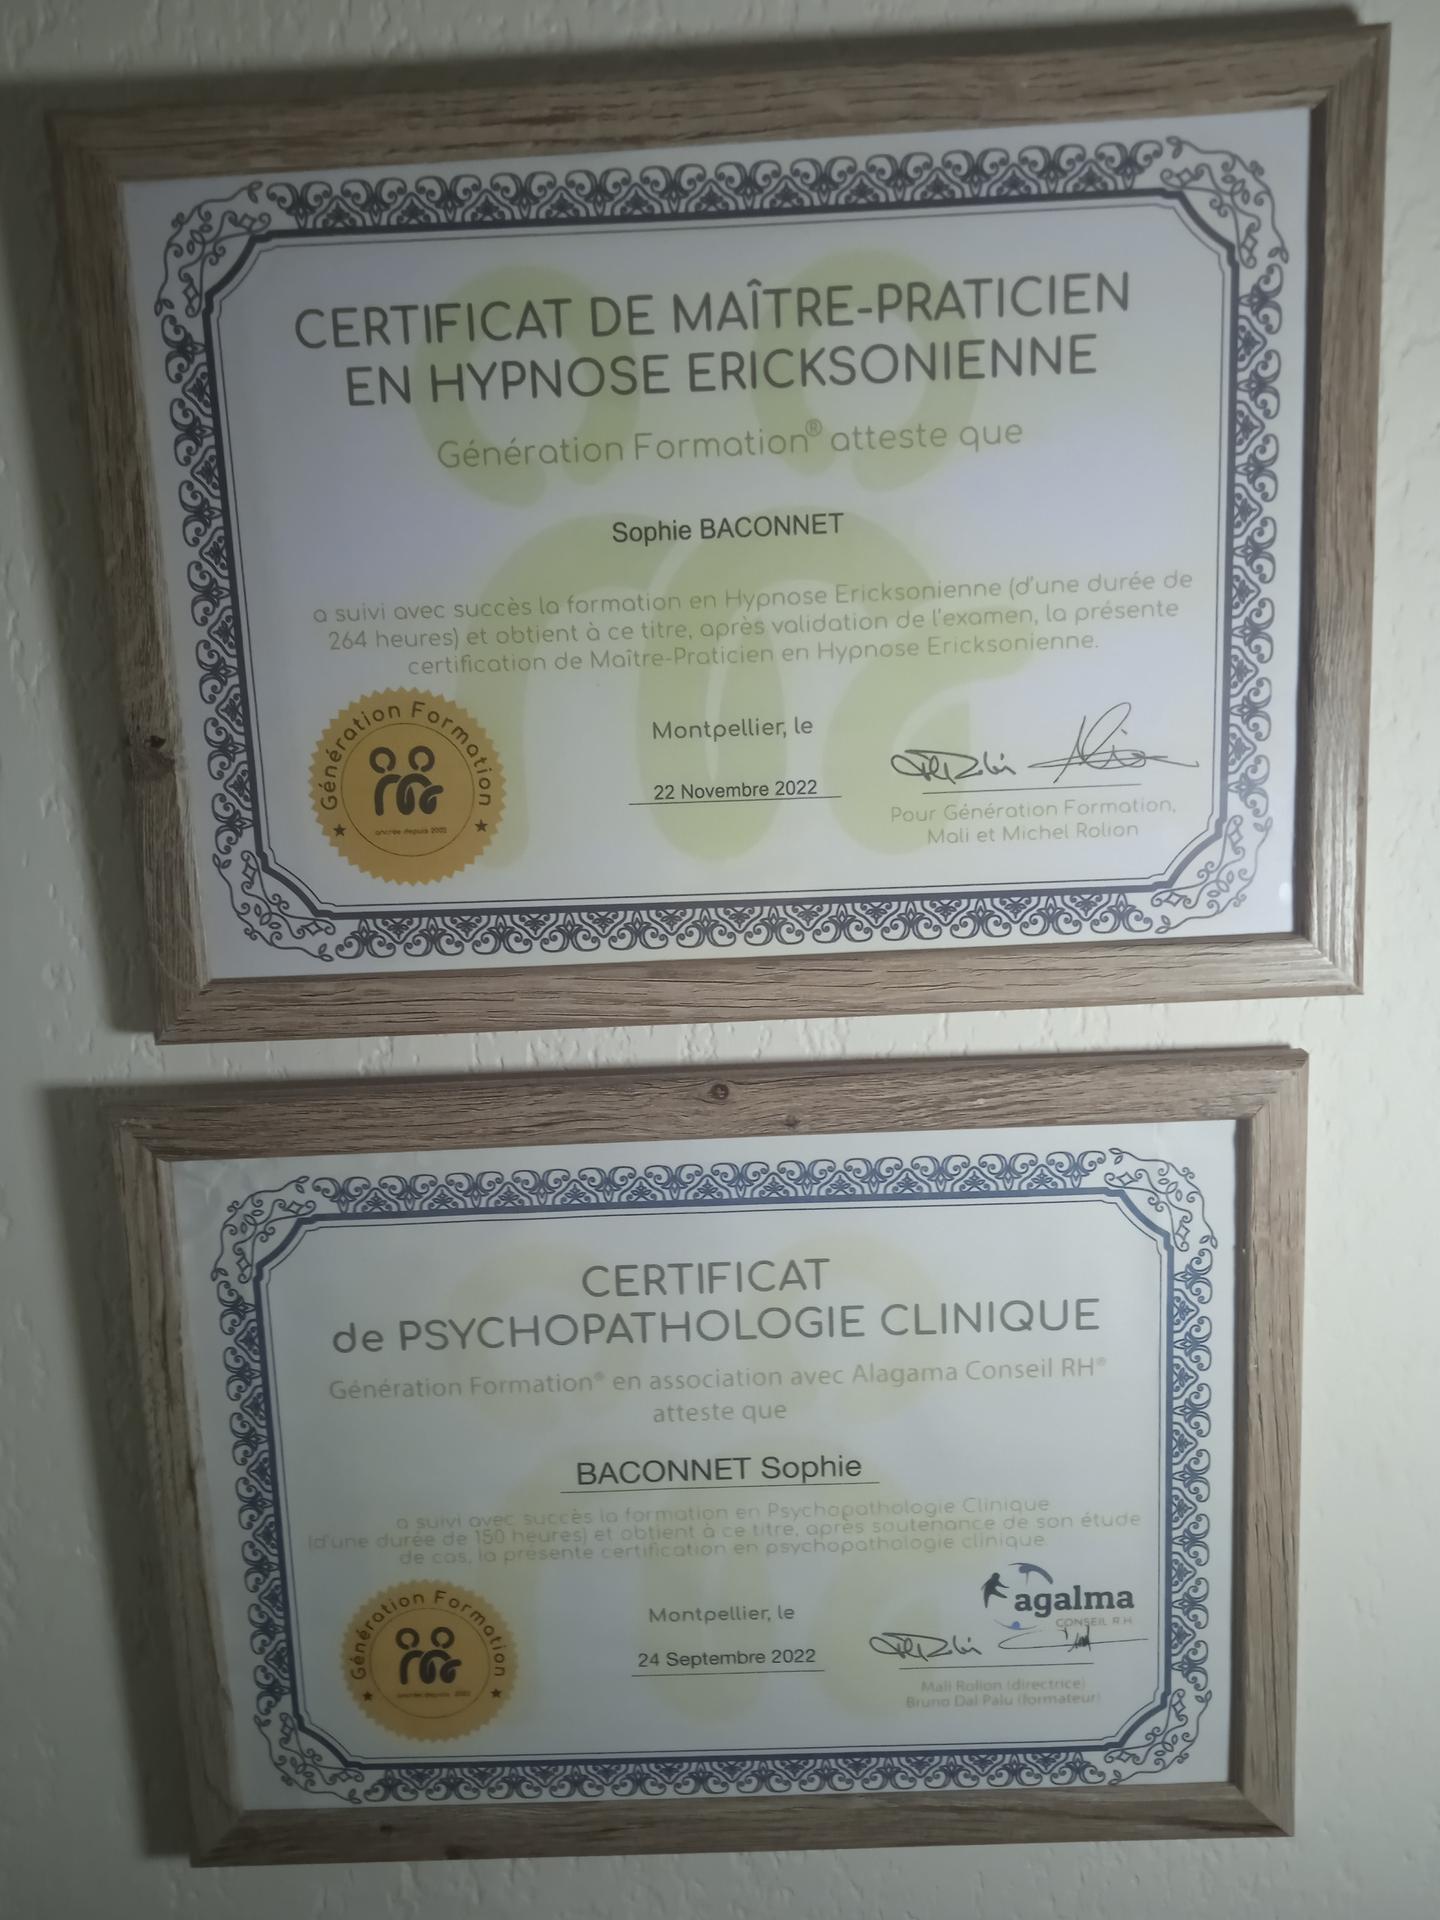 CERTIFICAT DE MAÎTRE-PRATICIEN
EN HYPNOSE ERICKSONIENNE
Génération Formation® atteste que
Sophie BACONNET
a suivi avec succès la formation en Hypnose Ericksonienne (d'une durée de
264 heures) et obtient à ce titre, après validation de l'examen, la présente
certification de Maître-Praticien en Hypnose Ericksonienne.
Génération Formation
ancrée depuis 2002
Montpellier, le
22 Novembre 2022
Pour Génération Formation,
Mali et Michel Rolion
CERTIFICAT
de PSYCHOPATHOLOGIE CLINIQUE
Génération Formation® en association avec Alagama Conseil RH®
atteste que
BACONNET Sophie
a suivi avec succès la formation en Psychopathologie Clinique
(d'une durée de 150 heures) et obtient à ce titre, après soutenance de son étude
de cas, la présente certification en psychopathologie clinique.
Génération Formation
ancrée depuis 2002
Montpellier, le
24 Septembre 2022
agalma
CONSEIL R.H
Mali Rolion (directrice)
Bruno Dal Palu (formateur)